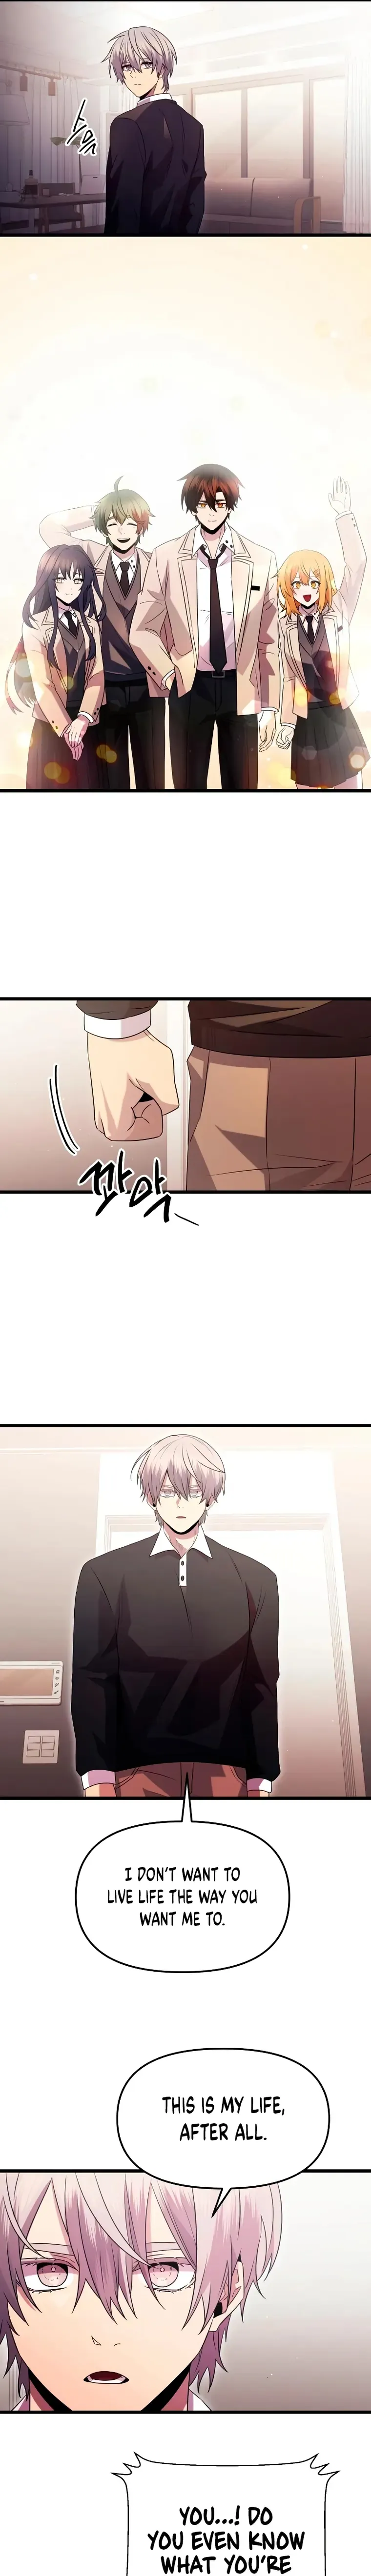 스윽
꽈악
I DON'T WANT TO
LIVE LIFE THE WAY YOU
WANT ME TO.
THIS IS MY LIFE,
AFTER ALL.
YOU...! DO
YOU EVEN KNOW
WHAT YOU'RE